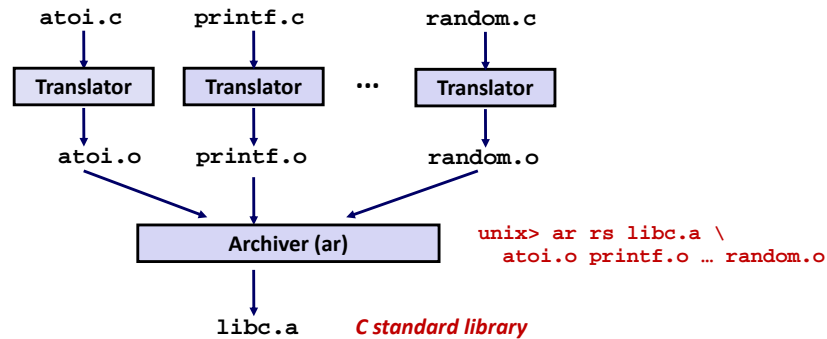 atoi.c printf.c random.c
Translator Translator ... Translator
atoi.o printf.o random.o
Archiver (ar)
unix> ar rs libc.a \
atoi.o printf.o … random.o
libc.a C standard library